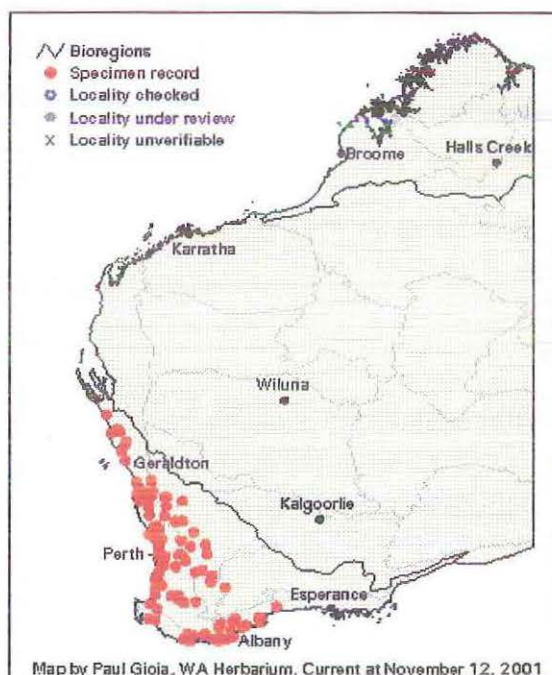 Bioregions
Specimen record
Locality checked
Locality under review
x Locality unverifiable
Broome
Halls Creek
Karratha
Wiluna
Geraldton
Kalgoorlie
Perth
Esperance
Albany
Map by Paul Gioia, WA Herbarium. Current at November 12, 2001